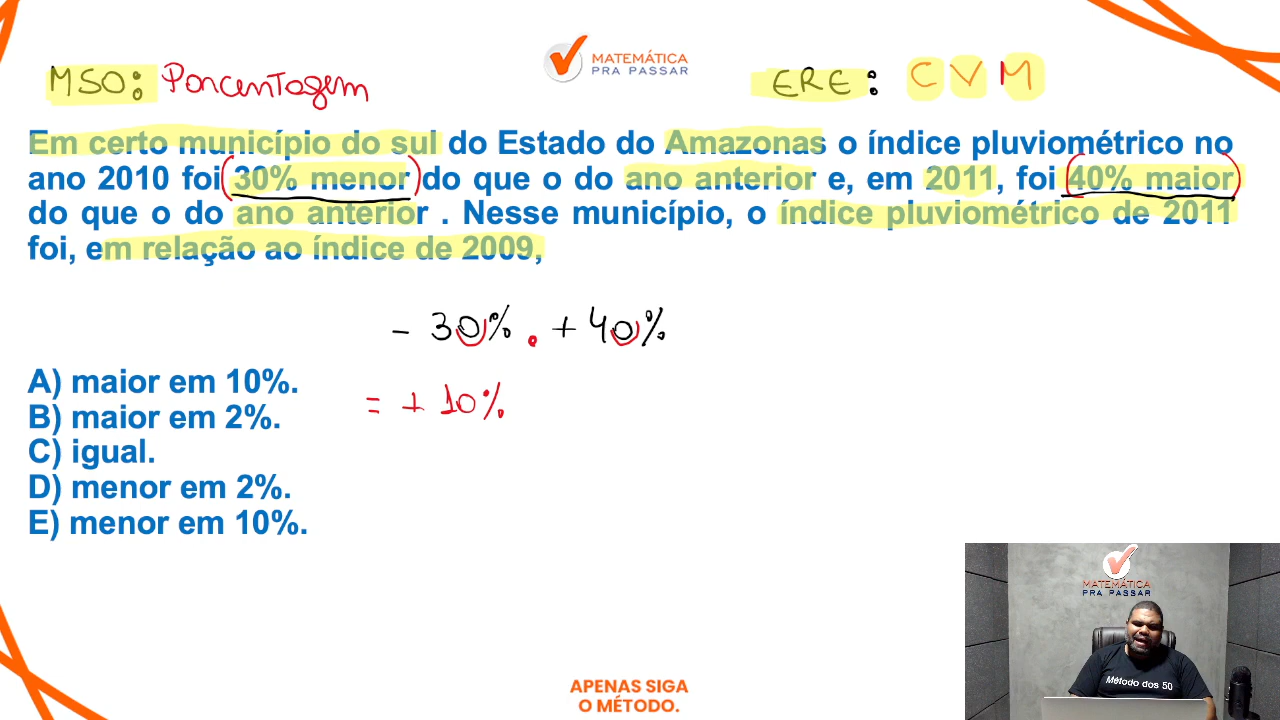 MATEMÁTICA
PRA PASSAR
MSO: Porcentagem
ERE: CVM
Em certo município do sul do Estado do Amazonas o índice pluviométrico no
ano 2010 foi (30% menor) do que o do ano anterior e, em 2011, foi (40% maior)
do que o do ano anterior . Nesse município, o índice pluviométrico de 2011
foi, em relação ao índice de 2009,
- 30% . + 40%
= + 10%
A) maior em 10%.
B) maior em 2%.
C) igual.
D) menor em 2%.
E) menor em 10%.
MATEMÁTICA
PRA PASSAR
Método dos 50
APENAS SIGA
O MÉTODO.